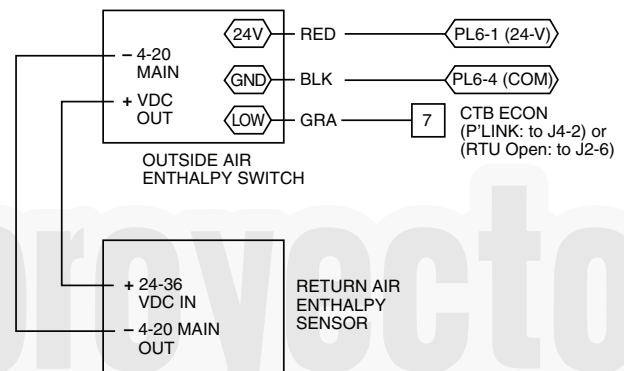 24V RED PL6-1 (24-V)
– 4-20
MAIN
GND BLK PL6-4 (COM)
+ VDC
OUT
LOW GRA 7 CTB ECON
(P'LINK: to J4-2) or
(RTU Open: to J2-6)
OUTSIDE AIR
ENTHALPY SWITCH
+ 24-36
VDC IN
– 4-20 MAIN
OUT
RETURN AIR
ENTHALPY
SENSOR
proyecto